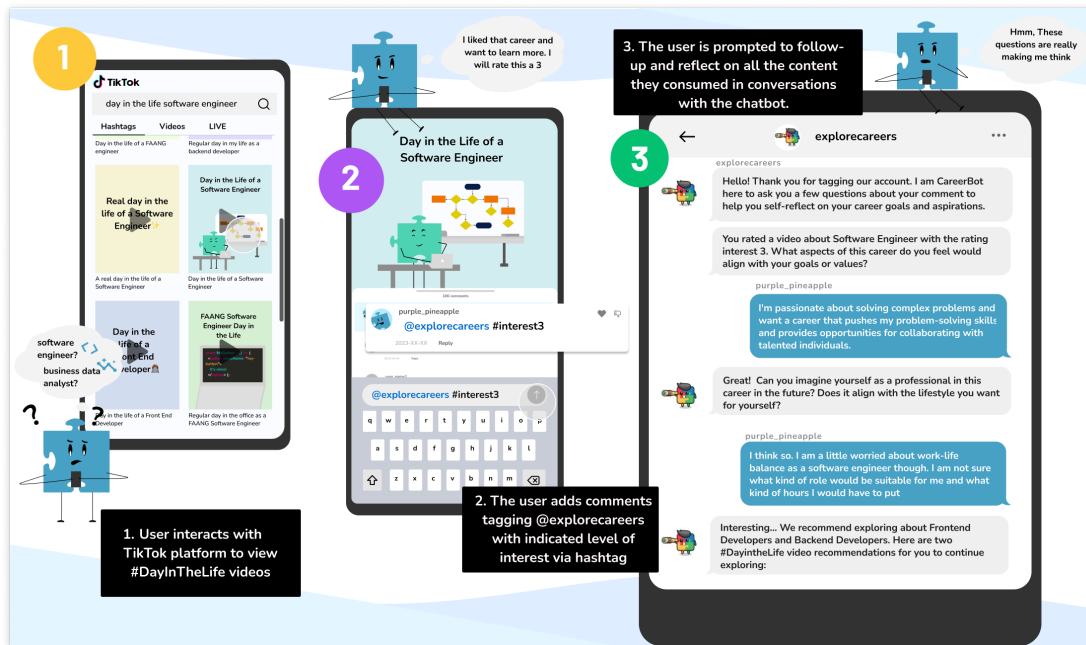 1
TikTok
day in the life software engineer
Hashtags Videos LIVE
Day in the life of a FAANG
engineer
Regular day in my life as a
backend developer
Real day in the
life of a Software
Engineer
Day in the Life of a
Software Engineer
A real day in the life of a
Software Engineer
Day in the life of a Software
Engineer
Day in the
life of a
Front End
Developer
FAANG Software
Engineer Day in
the Life
Day in the life of a Front End
Developer
Regular day in the office as a
FAANG Software Engineer
software
engineer?
business data
analyst?
? ?
1. User interacts with
TikTok platform to view
#DayInTheLife videos
I liked that career and
want to learn more. I
will rate this a 3
2
Day in the Life of a
Software Engineer
purple_pineapple
@explorecareers #interest3
2023-XX-XX Reply
@explorecareers #interest3
q w e r t y u i o p
a s d f g h j k l
z x c v b n m
2. The user adds comments
tagging @explorecareers
with indicated level of
interest via hashtag
3. The user is prompted to follow-
up and reflect on all the content
they consumed in conversations
with the chatbot.
Hmm, These
questions are really
making me think
3
explorecareers
explorecareers
Hello! Thank you for tagging our account. I am CareerBot
here to ask you a few questions about your comment to
help you self-reflect on your career goals and aspirations.
You rated a video about Software Engineer with the rating
interest 3. What aspects of this career do you feel would
align with your goals or values?
purple_pineapple
I'm passionate about solving complex problems and
want a career that pushes my problem-solving skills
and provides opportunities for collaborating with
talented individuals.
Great! Can you imagine yourself as a professional in this
career in the future? Does it align with the lifestyle you want
for yourself?
purple_pineapple
I think so. I am a little worried about work-life
balance as a software engineer though. I am not sure
what kind of role would be suitable for me and what
kind of hours I would have to put
Interesting... We recommend exploring about Frontend
Developers and Backend Developers. Here are two
#DayintheLife video recommendations for you to continue
exploring: